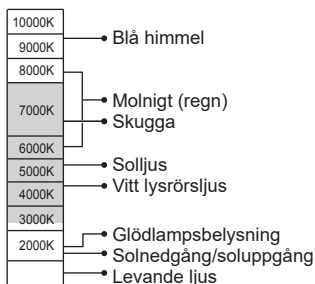 10000K
9000K
Blå himmel
8000K
Molnigt (regn)
7000K
Skugga
6000K
Solljus
5000K
Vitt lysrörsljus
4000K
3000K
Glödlampsbelysning
2000K
Solnedgång/soluppgång
Levande ljus